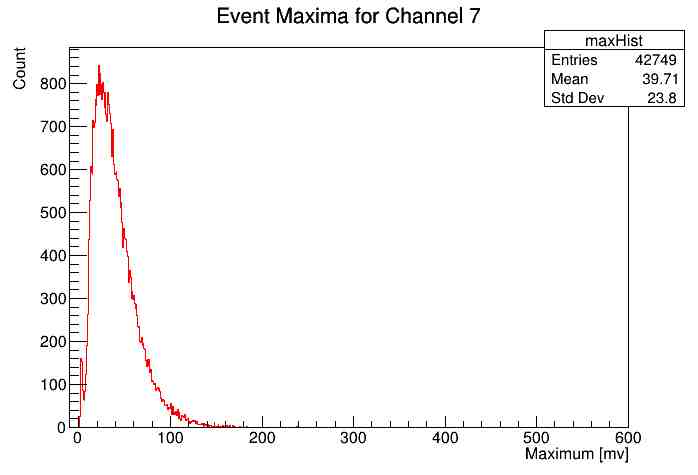 Event Maxima for Channel 7
maxHist
Entries 42749
Mean 39.71
Std Dev 23.8
Count
800
700
600
500
400
300
200
100
0
0 100 200 300 400 500 600
Maximum [mv]